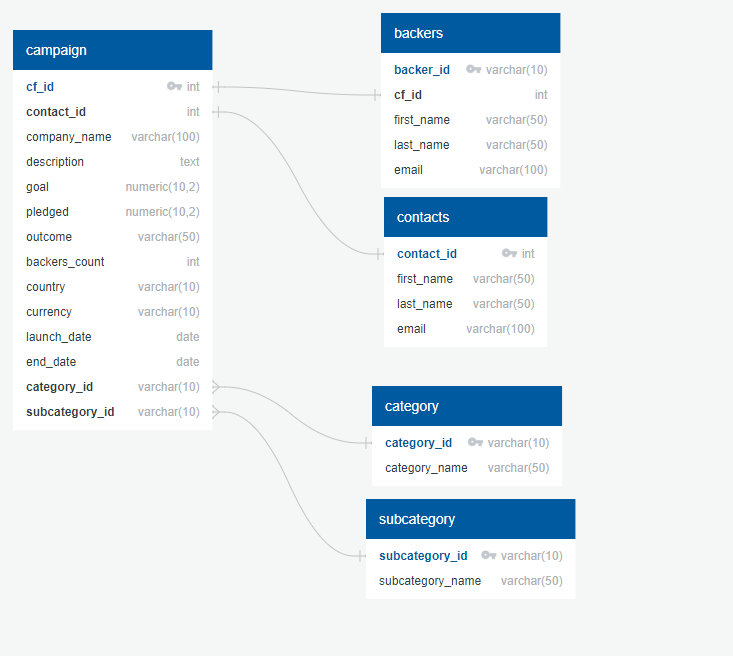 campaign
cf_id int
contact_id int
company_name varchar(100)
description text
goal numeric(10,2)
pledged numeric(10,2)
outcome varchar(50)
backers_count int
country varchar(10)
currency varchar(10)
launch_date date
end_date date
category_id varchar(10)
subcategory_id varchar(10)
backers
backer_id varchar(10)
cf_id int
first_name varchar(50)
last_name varchar(50)
email varchar(100)
contacts
contact_id int
first_name varchar(50)
last_name varchar(50)
email varchar(100)
category
category_id varchar(10)
category_name varchar(50)
subcategory
subcategory_id varchar(10)
subcategory_name varchar(50)